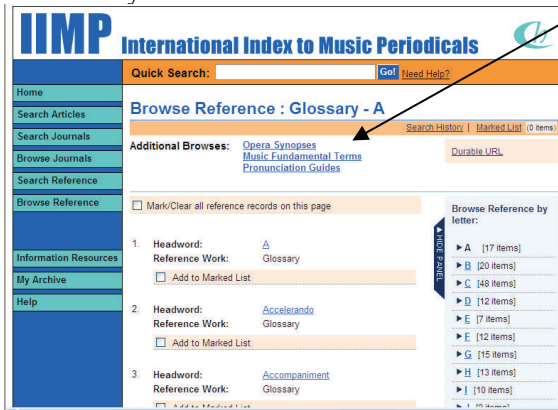 IIMP International Index to Music Periodicals
Quick Search: Go! Need Help?
Home
Search Articles
Search Journals
Browse Journals
Search Reference
Browse Reference
Information Resources
My Archive
Help
Browse Reference : Glossary - A
Search History | Marked List (0 items)
Additional Browses: Opera Synopses
Music Fundamental Terms
Pronunciation Guides
Durable URL
Mark/Clear all reference records on this page
1. Headword: A
Reference Work: Glossary
Add to Marked List
2. Headword: Accelerando
Reference Work: Glossary
Add to Marked List
3. Headword: Accompaniment
Reference Work: Glossary
Add to Marked List
HIDE PANEL
Browse Reference by
letter:
A [17 items]
B [20 items]
C [48 items]
D [12 items]
E [7 items]
F [12 items]
G [15 items]
H [13 items]
I [10 items]